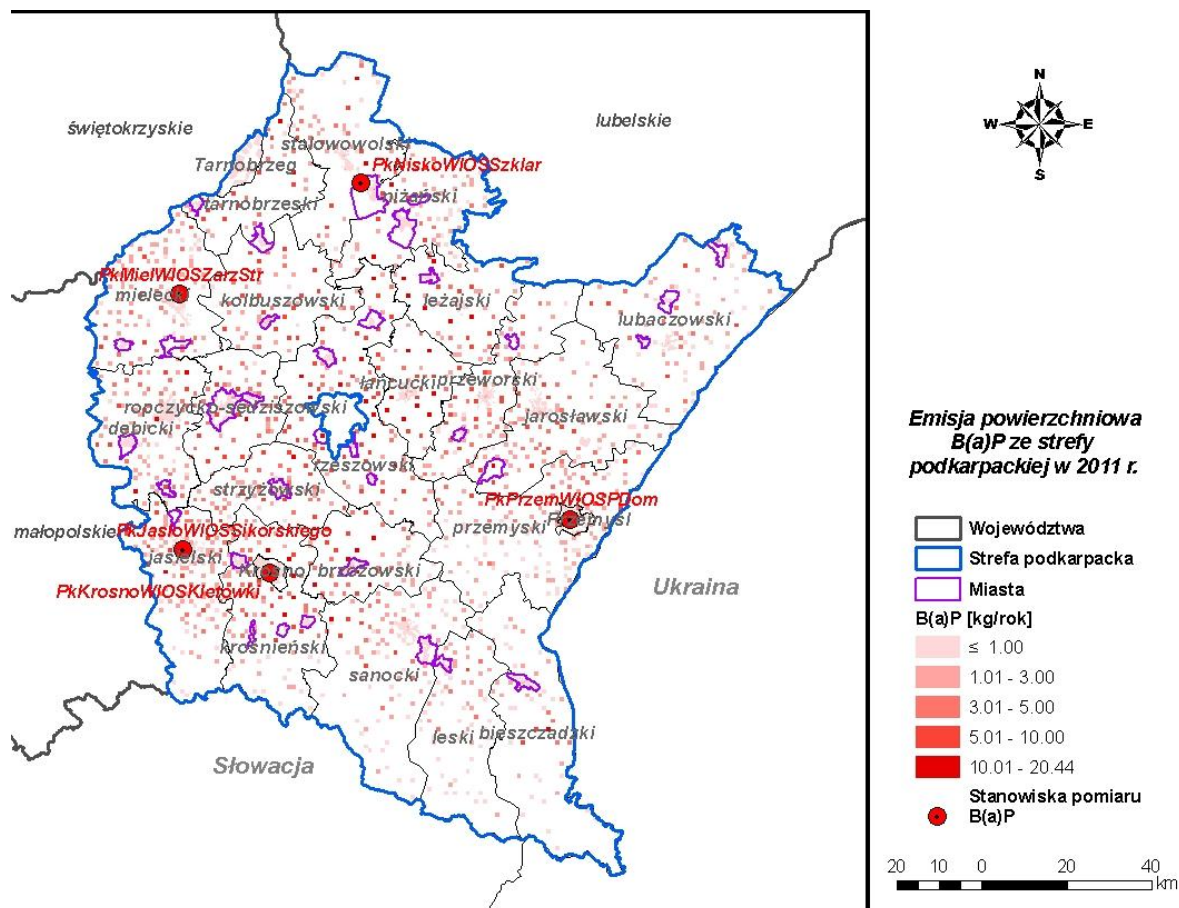 świętokrzyskie
lubelskie
stalowowolski
Tarnobrzeg
PkNiskoWIOSSzklar
niżański
tarnobrzeski
PkMielWIOSZarzStr
mielecki
kolbuszowski
leżajski
lubaczowski
łańcucki
przeworski
ropczycko-sędziszowski
jarosławski
dębicki
rzeszowski
strzyżowski
PkPrzemWIOSPDom
przemyski
Przemysl
małopolskie
PkJasloWIOSSikorskiego
jasielski
Krosno
brzozowski
PkKrosnoWIOSKletówki
Ukraina
krośnieński
sanocki
leski
bieszczadzki
Słowacja
N
W
E
S
Emisja powierzchniowa
B(a)P ze strefy
podkarpackiej w 2011 r.
Województwa
Strefa podkarpacka
Miasta
B(a)P [kg/rok]
≤ 1.00
1.01 - 3.00
3.01 - 5.00
5.01 - 10.00
10.01 - 20.44
Stanowiska pomiaru
B(a)P
20 10 0 20 40
km